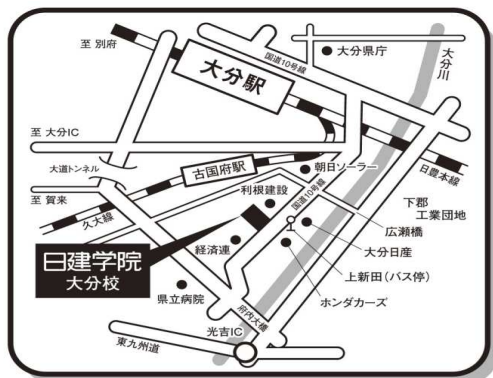 至 別府
国道10号線
大分県庁
大分川
大分駅
至 大分IC
大道トンネル
古国府駅
朝日ソーラー
日豊本線
至 賀来
利根建設
国道10号線
下郡
工業団地
久大線
広瀬橋
日建学院
大分校
経済連
大分日産
上新田(バス停)
県立病院
府内大橋
ホンダカーズ
光吉IC
東九州道